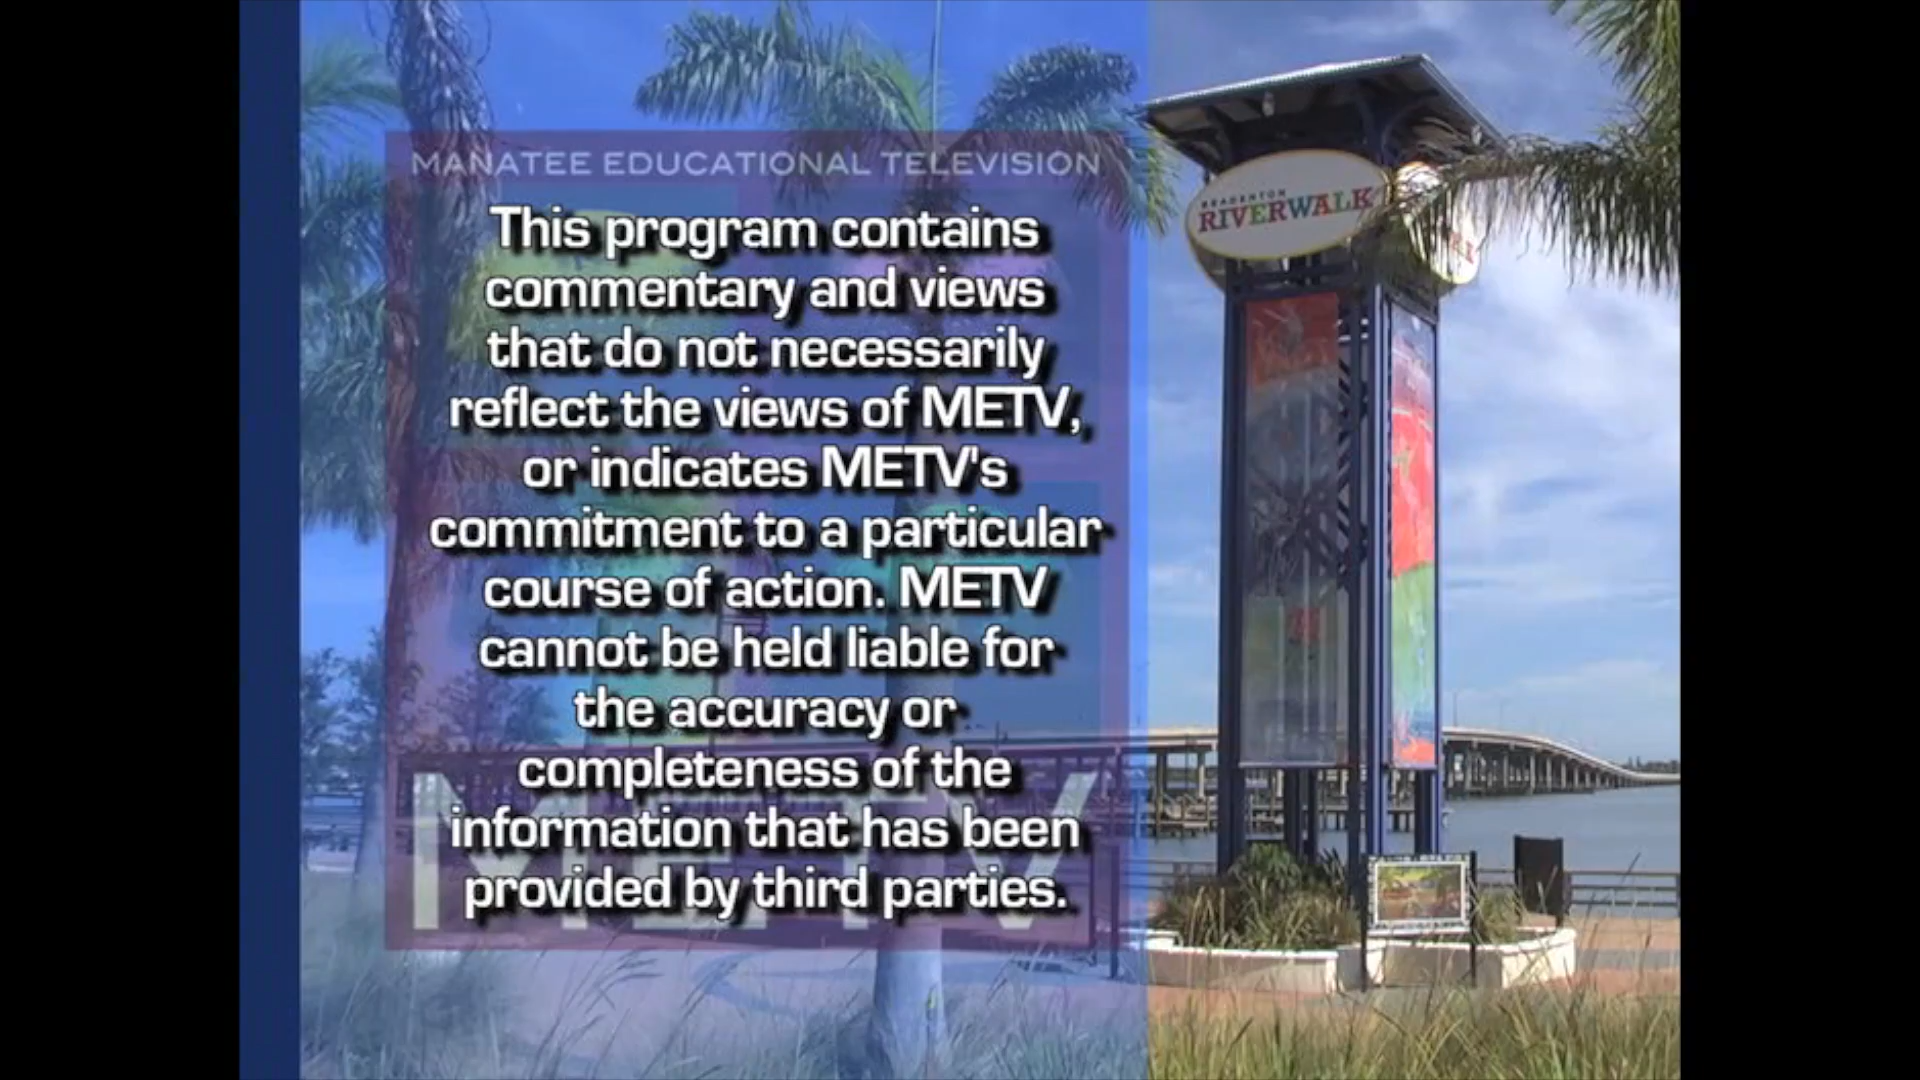 MANATEE EDUCATIONAL TELEVISION
This program contains
commentary and views
that do not necessarily
reflect the views of METV,
or indicates METV's
commitment to a particular
course of action. METV
cannot be held liable for
the accuracy or
completeness of the
information that has been
provided by third parties.
METV
BRADENTON
RIVERWALK